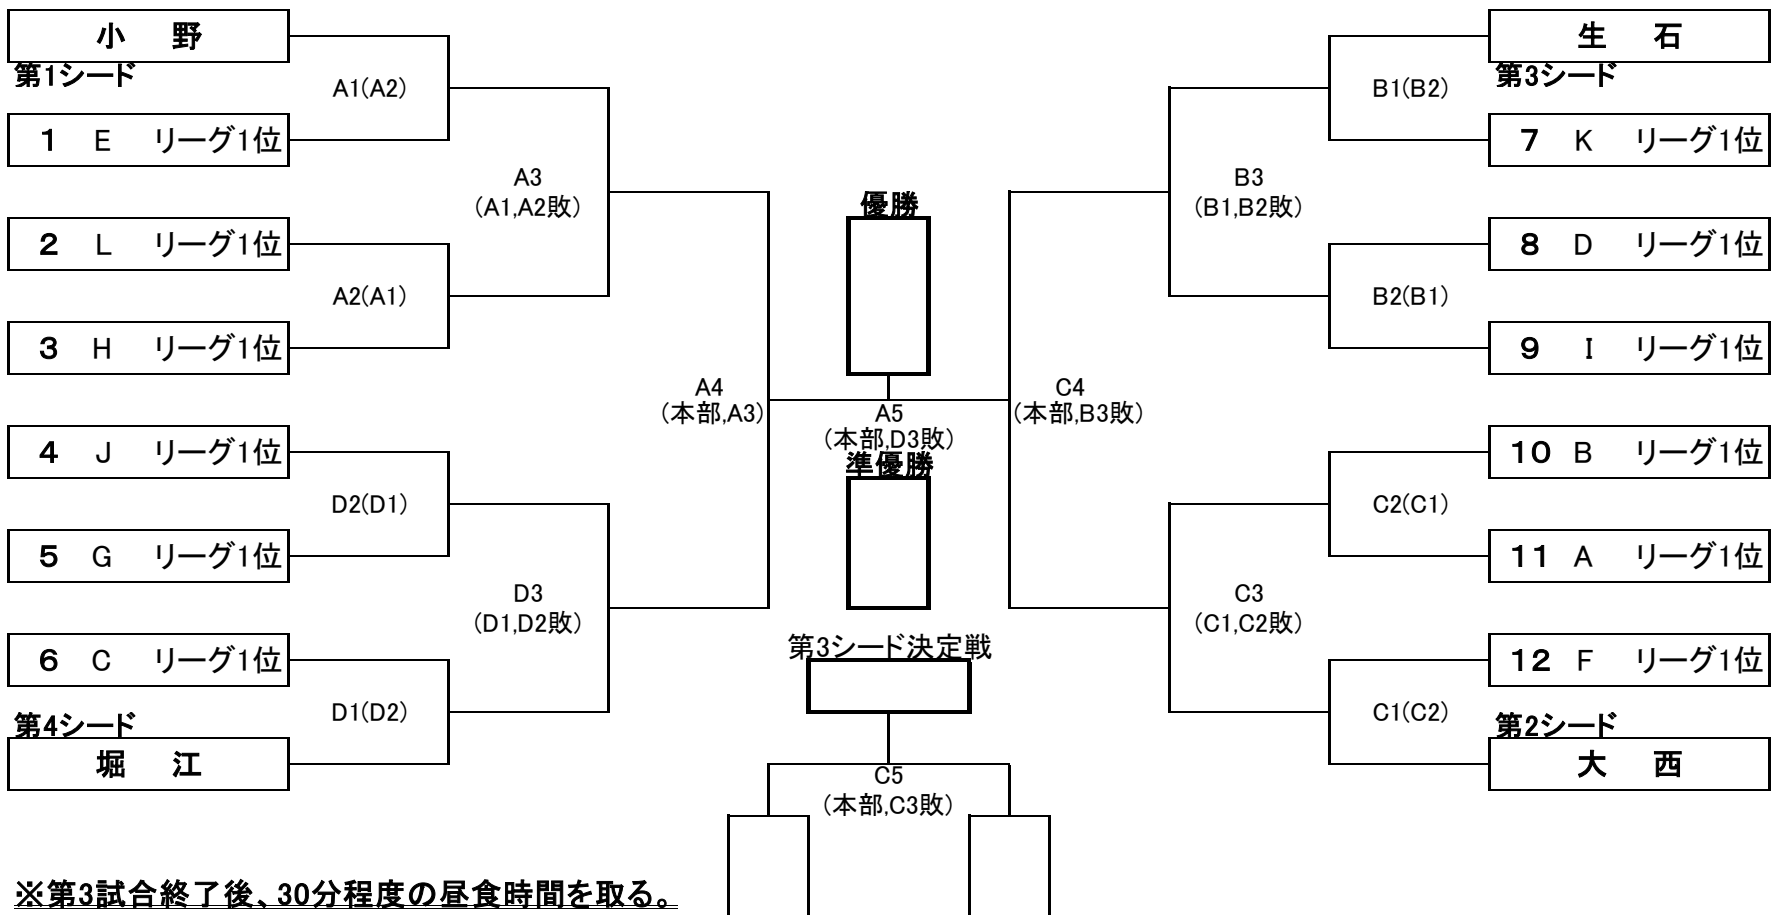 小 野
第1シード
A1(A2)
1 E リーグ1位
A3
(A1,A2敗)
2 L リーグ1位
A2(A1)
3 H リーグ1位
A4
(本部,A3)
4 J リーグ1位
D2(D1)
5 G リーグ1位
D3
(D1,D2敗)
6 C リーグ1位
D1(D2)
第4シード
堀 江
優勝
A5
(本部,D3敗)
準優勝
第3シード決定戦
C5
(本部,C3敗)
生 石
第3シード
B1(B2)
7 K リーグ1位
B3
(B1,B2敗)
8 D リーグ1位
B2(B1)
9 I リーグ1位
C4
(本部,B3敗)
10 B リーグ1位
C2(C1)
11 A リーグ1位
C3
(C1,C2敗)
12 F リーグ1位
C1(C2)
第2シード
大 西
※第3試合終了後、30分程度の昼食時間を取る。